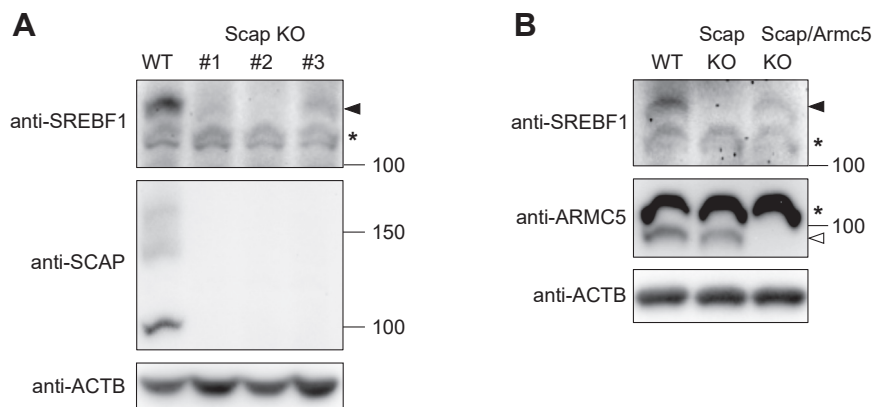 A
Scap KO
WT #1 #2 #3
anti-SREBF1
*
100
anti-SCAP
150
100
anti-ACTB
B
Scap Scap/Armc5
WT KO KO
anti-SREBF1
*
100
anti-ARMC5
*
100
anti-ACTB